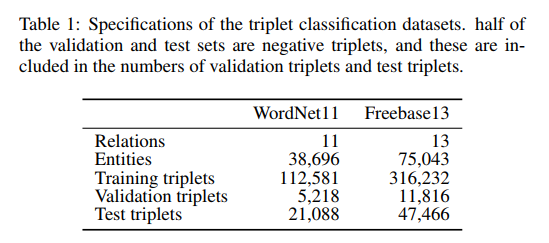 Table 1: Specifications of the triplet classification datasets. half of
the validation and test sets are negative triplets, and these are in-
cluded in the numbers of validation triplets and test triplets.
WordNet11 Freebase13
Relations 11 13
Entities 38,696 75,043
Training triplets 112,581 316,232
Validation triplets 5,218 11,816
Test triplets 21,088 47,466